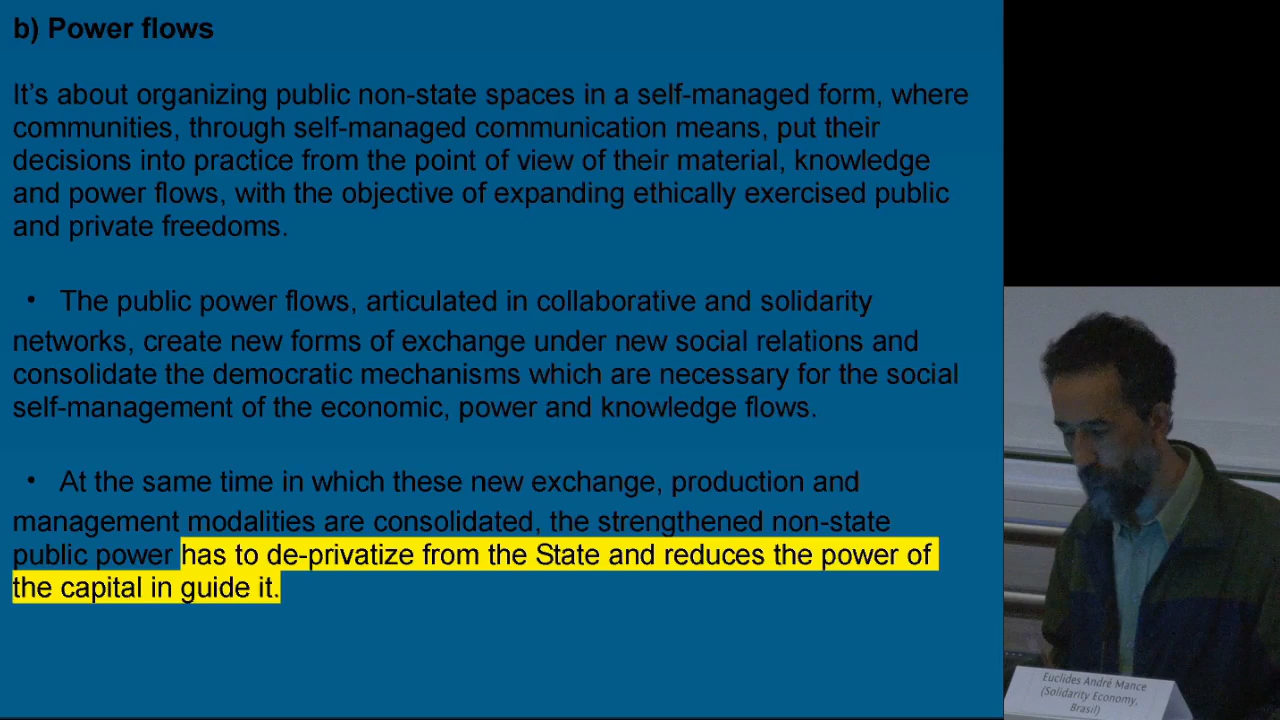 b) Power flows
It's about organizing public non-state spaces in a self-managed form, where
communities, through self-managed communication means, put their
decisions into practice from the point of view of their material, knowledge
and power flows, with the objective of expanding ethically exercised public
and private freedoms.
• The public power flows, articulated in collaborative and solidarity
networks, create new forms of exchange under new social relations and
consolidate the democratic mechanisms which are necessary for the social
self-management of the economic, power and knowledge flows.
• At the same time in which these new exchange, production and
management modalities are consolidated, the strengthened non-state
public power has to de-privatize from the State and reduces the power of
the capital in guide it.
Euclides André Mance
(Solidarity Economy,
Brasil)